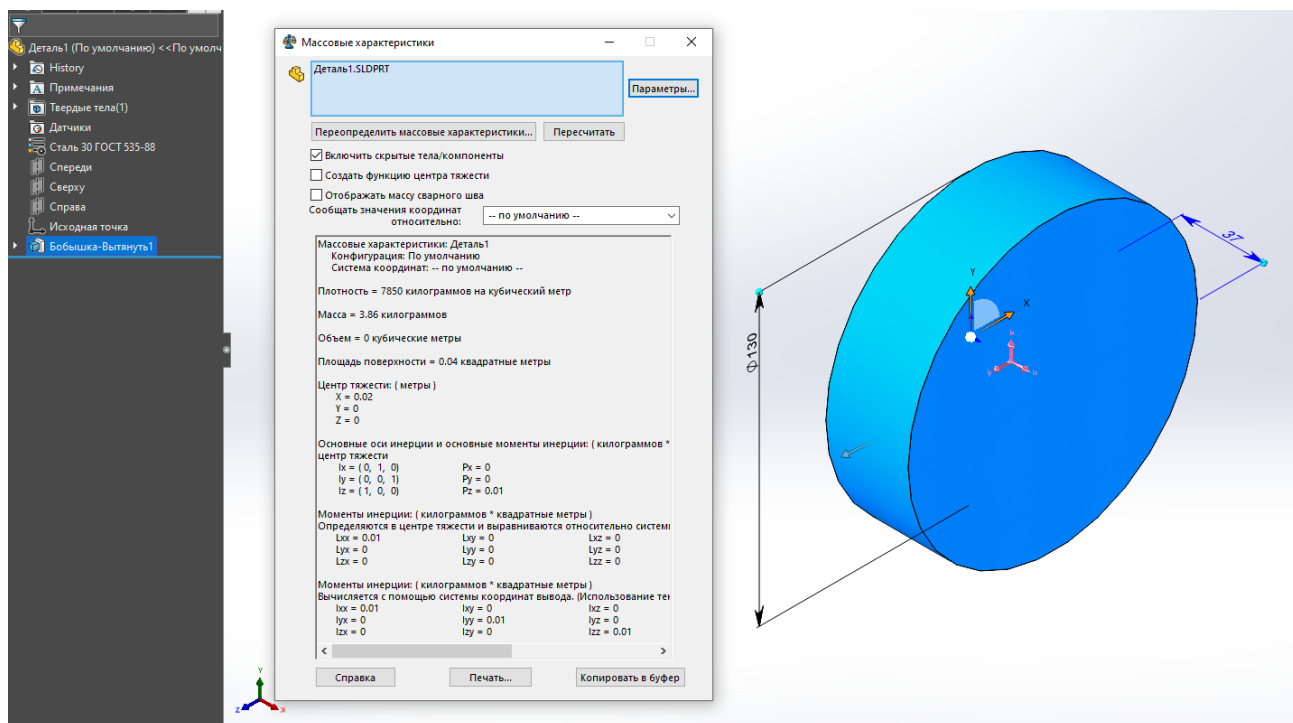 Деталь1 (По умолчанию) <<По умолч
History
Примечания
Твердые тела(1)
Датчики
Сталь 30 ГОСТ 535-88
Спереди
Сверху
Справа
Исходная точка
Бобышка-Вытянуть1
Массовые характеристики
Деталь1.SLDPRT
Параметры...
Переопределить массовые характеристики... Пересчитать
Включить скрытые тела/компоненты
Создать функцию центра тяжести
Отображать массу сварного шва
Сообщать значения координат
относительно: -- по умолчанию --
Массовые характеристики: Деталь1
Конфигурация: По умолчанию
Система координат: -- по умолчанию --
Плотность = 7850 килограммов на кубический метр
Масса = 3.86 килограммов
Объем = 0 кубические метры
Площадь поверхности = 0.04 квадратные метры
Центр тяжести: ( метры )
X = 0.02
Y = 0
Z = 0
Основные оси инерции и основные моменты инерции: ( килограммов *
центр тяжести
Ix = ( 0, 1, 0) Px = 0
Iy = ( 0, 0, 1) Py = 0
Iz = ( 1, 0, 0) Pz = 0.01
Моменты инерции: ( килограммов * квадратные метры )
Определяются в центре тяжести и выравниваются относительно систем
Lxx = 0.01 Lxy = 0 Lxz = 0
Lyx = 0 Lyy = 0 Lyz = 0
Lzx = 0 Lzy = 0 Lzz = 0
Моменты инерции: ( килограммов * квадратные метры )
Вычисляется с помощью системы координат вывода. (Использование те
Ixx = 0.01 Ixy = 0 Ixz = 0
Iyx = 0 Iyy = 0.01 Iyz = 0
Izx = 0 Izy = 0 Izz = 0.01
Справка Печать... Копировать в буфер
Ф130
37
Y
X
Y
Z
X